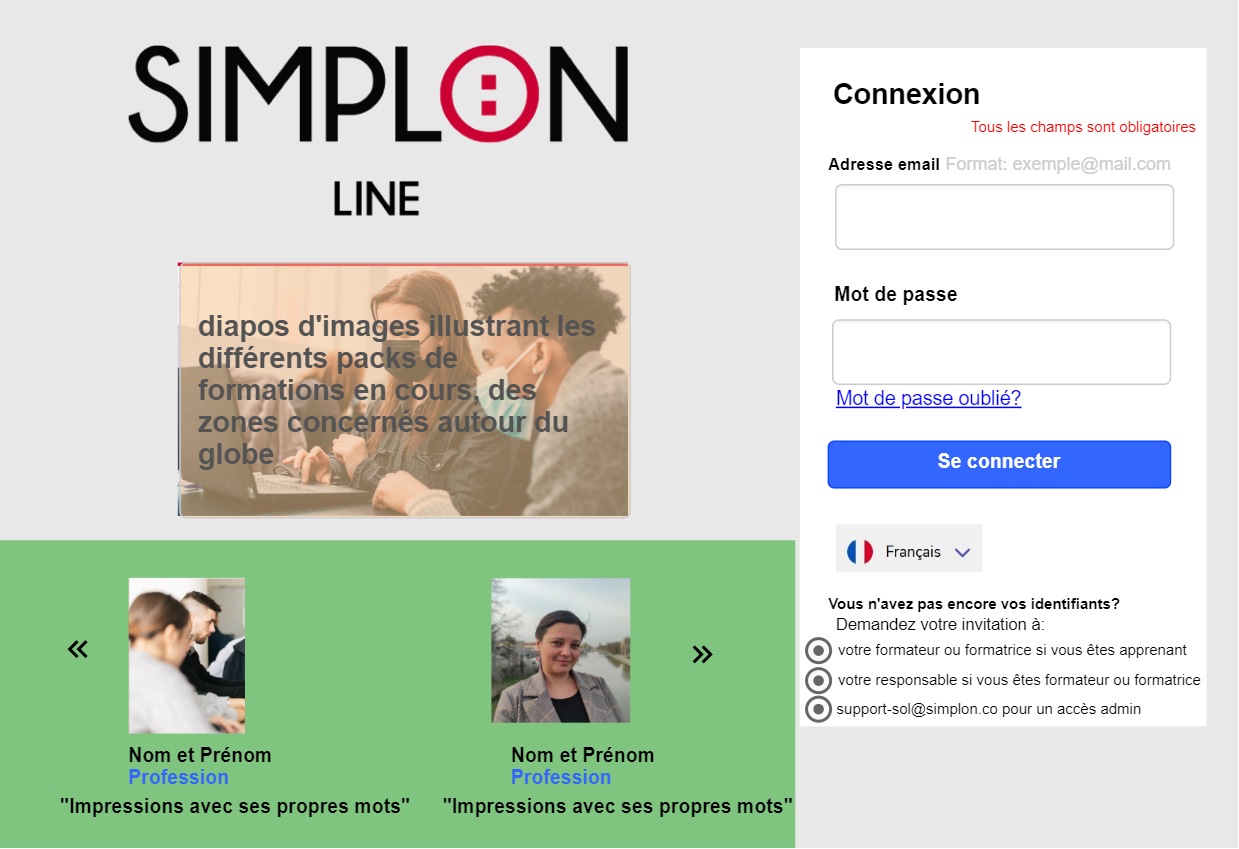 SIMPLON
LINE
diapos d'images illustrant les
différents packs de
formations en cours, des
zones concernés autour du
globe
«
»
Nom et Prénom
Profession
"Impressions avec ses propres mots"
Nom et Prénom
Profession
"Impressions avec ses propres mots"
Connexion
Tous les champs sont obligatoires
Adresse email Format: exemple@mail.com
Mot de passe
Mot de passe oublié?
Se connecter
Français
Vous n'avez pas encore vos identifiants?
Demandez votre invitation à:
votre formateur ou formatrice si vous êtes apprenant
votre responsable si vous êtes formateur ou formatrice
support-sol@simplon.co pour un accès admin